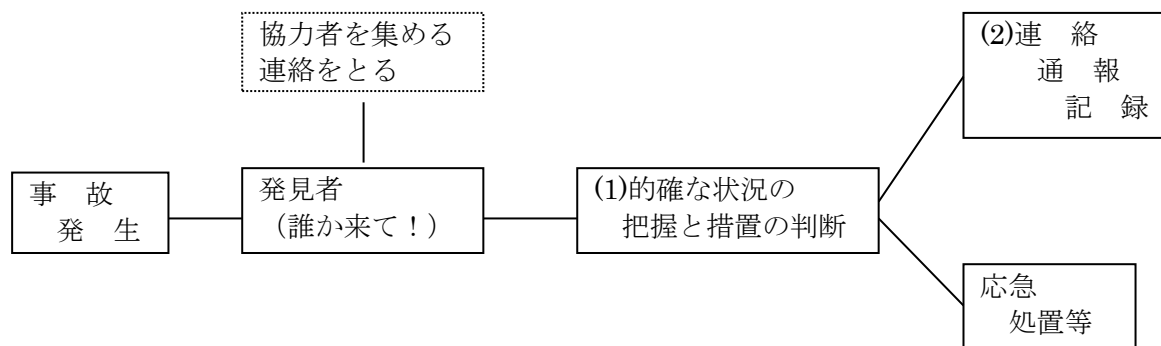 協力者を集める
連絡をとる
(2)連 絡
通 報
記 録
事 故
発 生
発見者
(誰か来て！)
(1)的確な状況の
把握と措置の判断
応急
処置等